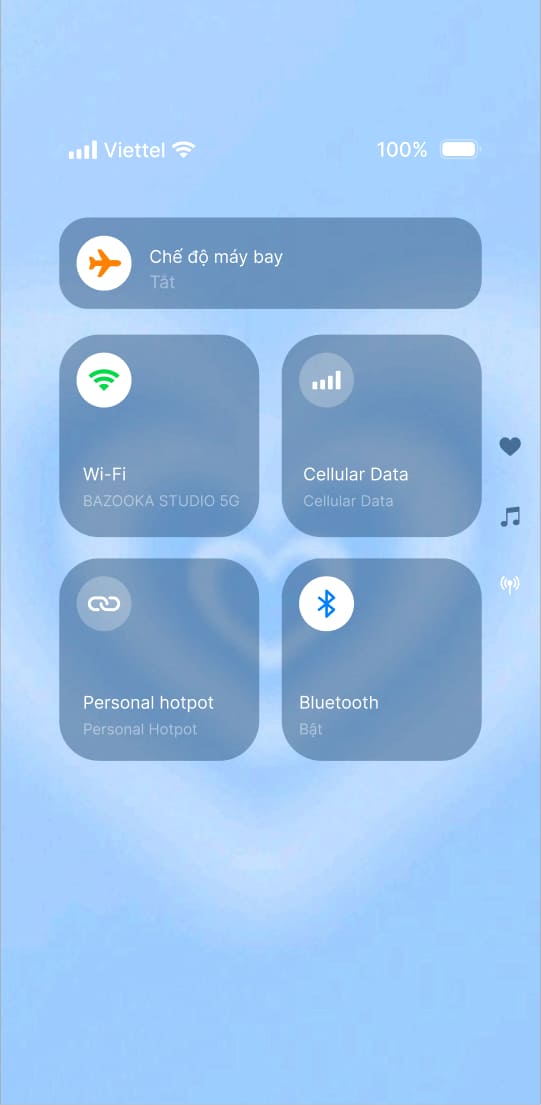 Viettel 100%
Chế độ máy bay
Tắt
Wi-Fi
BAZOOKA STUDIO 5G
Cellular Data
Cellular Data
Personal hotpot
Personal Hotpot
Bluetooth
Bật